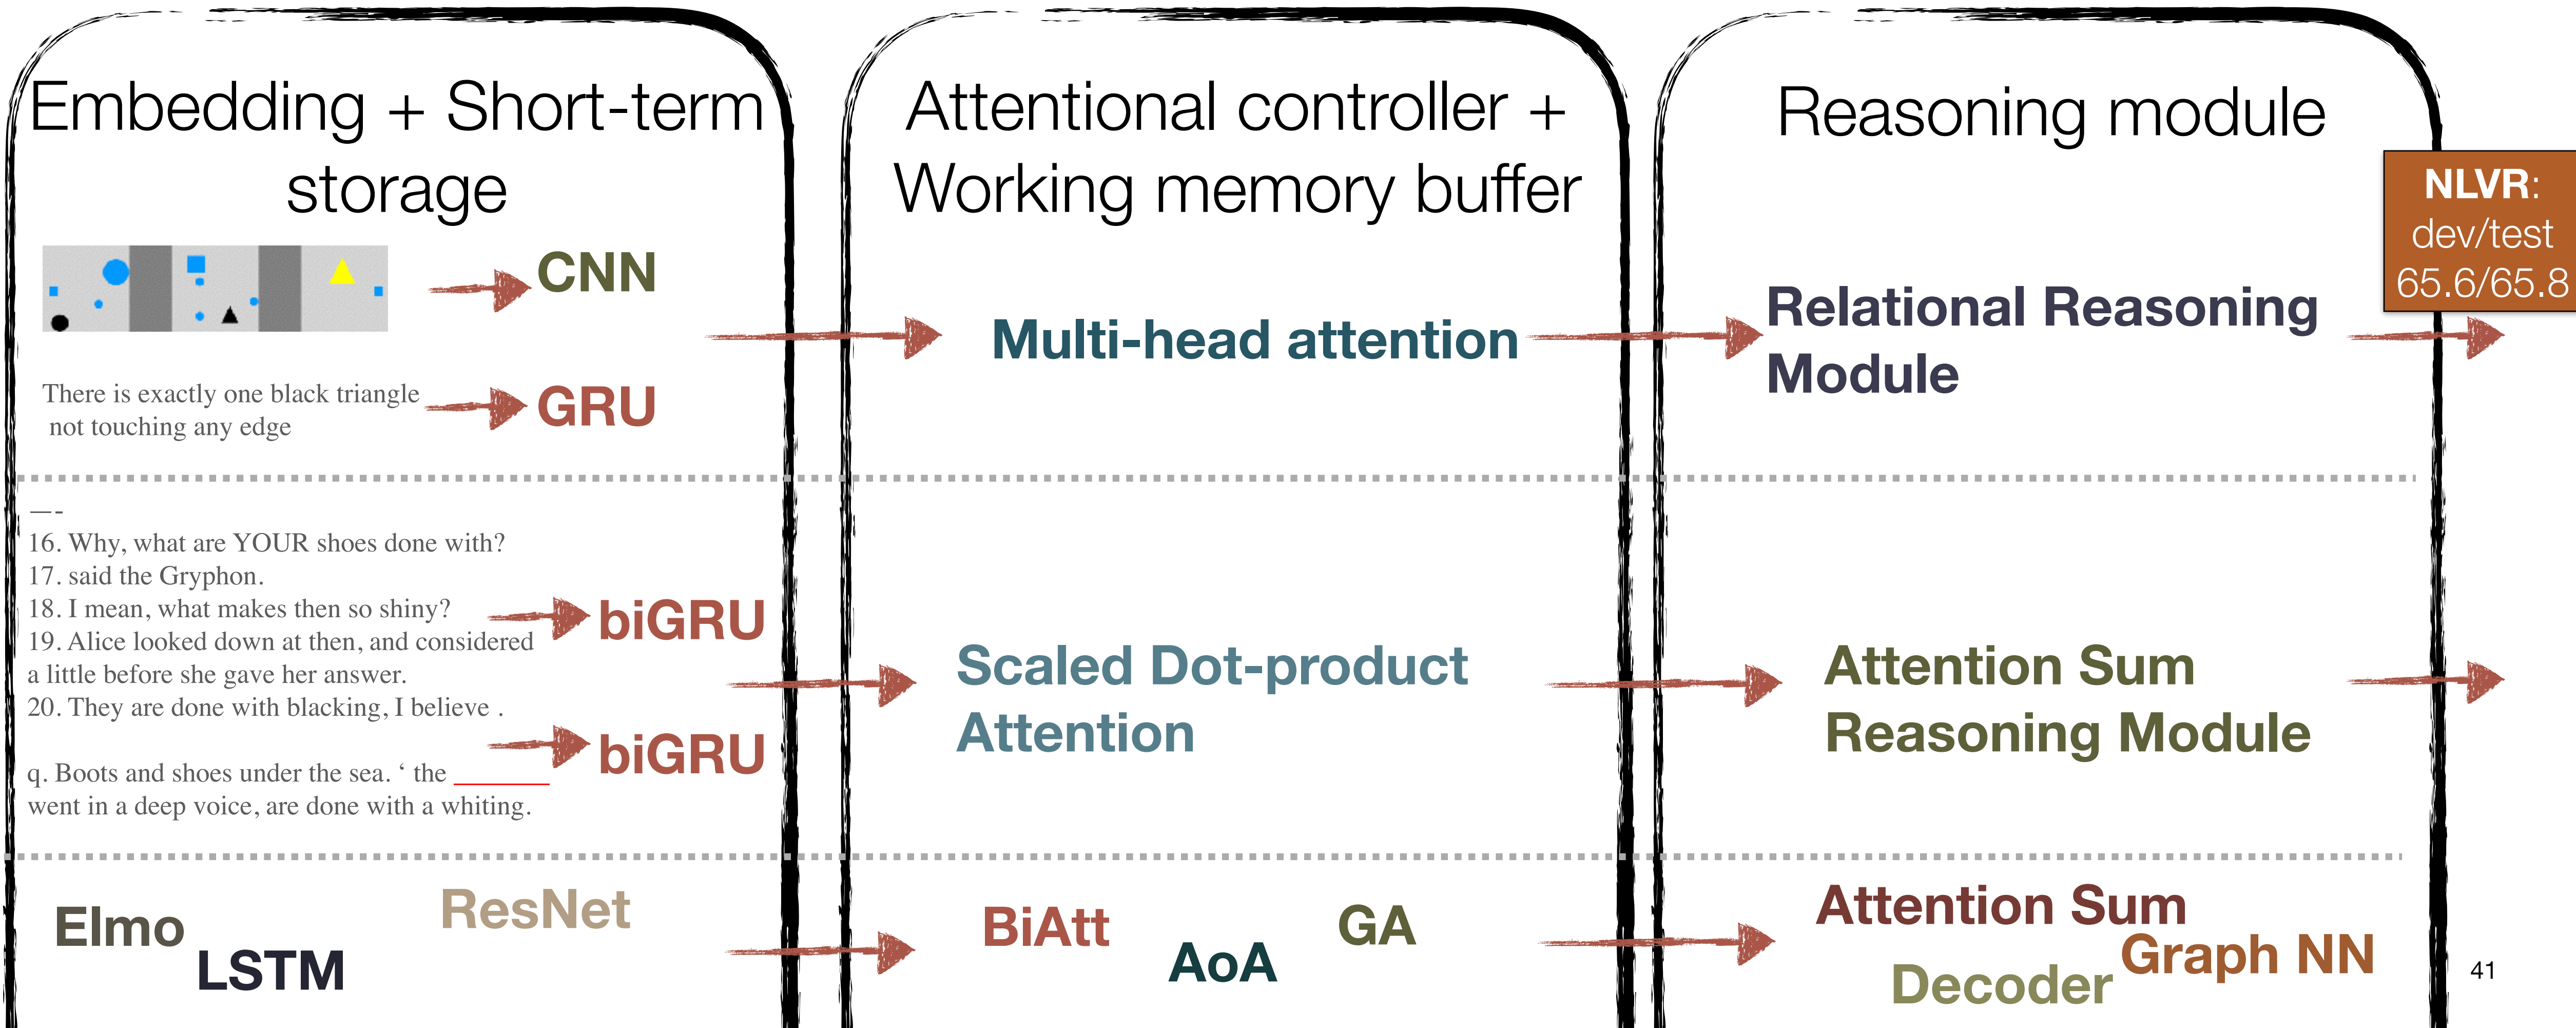 Embedding + Short-term
storage
CNN
There is exactly one black triangle
not touching any edge
GRU
Attentional controller +
Working memory buffer
Multi-head attention
Reasoning module
NLVR:
dev/test
65.6/65.8
Relational Reasoning
Module
—-
16. Why, what are YOUR shoes done with?
17. said the Gryphon.
18. I mean, what makes then so shiny?
19. Alice looked down at then, and considered
a little before she gave her answer.
20. They are done with blacking, I believe .
q. Boots and shoes under the sea. ‘ the ________
went in a deep voice, are done with a whiting.
biGRU
biGRU
Scaled Dot-product
Attention
Attention Sum
Reasoning Module
Elmo
LSTM
ResNet
BiAtt
AoA
GA
Attention Sum
Graph NN
Decoder
41